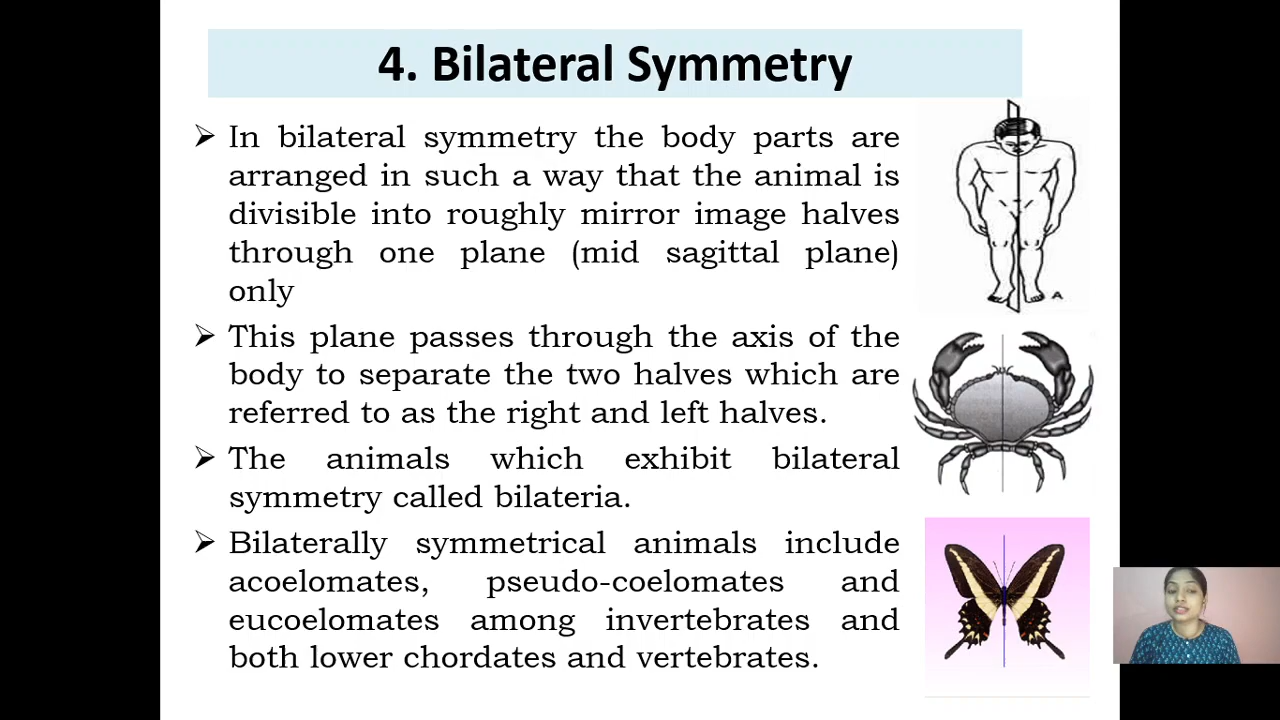 4. Bilateral Symmetry
➢ In bilateral symmetry the body parts are
arranged in such a way that the animal is
divisible into roughly mirror image halves
through one plane (mid sagittal plane)
only
➢ This plane passes through the axis of the
body to separate the two halves which are
referred to as the right and left halves.
➢ The animals which exhibit bilateral
symmetry called bilateria.
➢ Bilaterally symmetrical animals include
acoelomates, pseudo-coelomates and
eucoelomates among invertebrates and
both lower chordates and vertebrates.
A